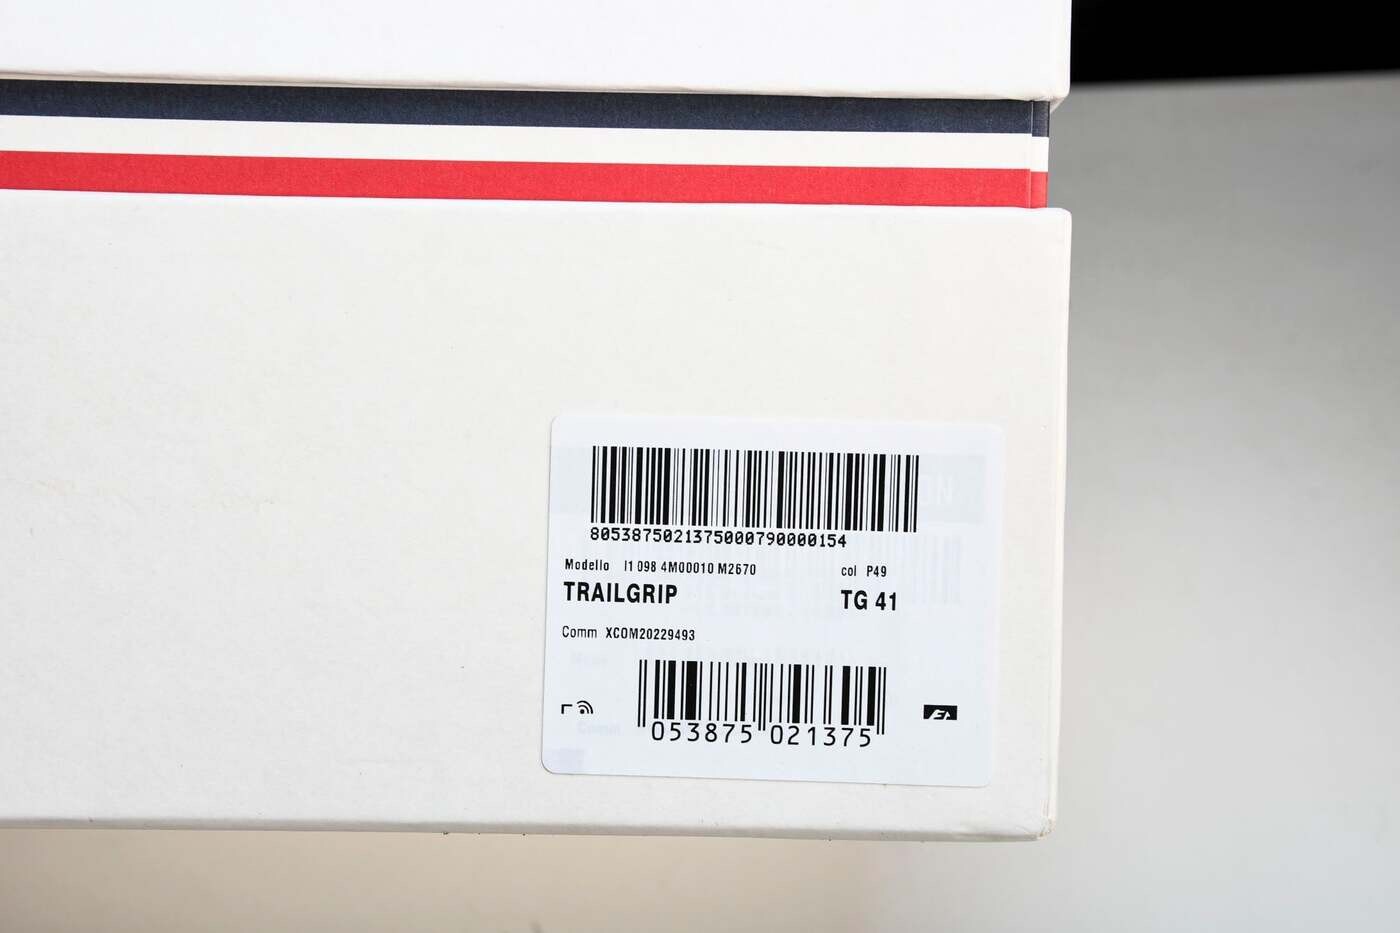 8053875021375000790000154
Modello I1 098 4M00010 M2670 col P49
TRAILGRIP TG 41
Comm XCOM20229493
053875 021375